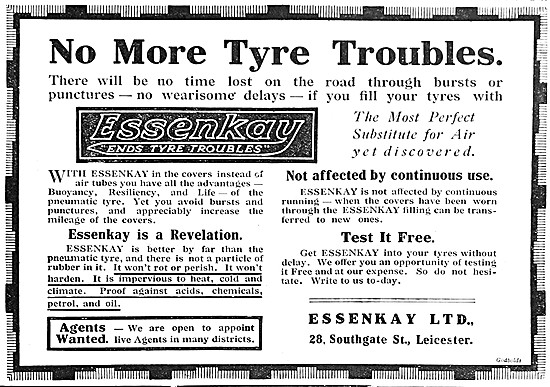 No More Tyre Troubles.
There will be no time lost on the road through bursts or
punctures — no wearisome delays — if you fill your tyres with
Essenkay
"ENDS TYRE TROUBLES"
The Most Perfect
Substitute for Air
yet discovered.
WITH ESSENKAY in the covers instead of
air tubes you have all the advantages —
Buoyancy, Resiliency, and Life — of the
pneumatic tyre. Yet you avoid bursts and
punctures, and appreciably increase the
mileage of the covers.
Essenkay is a Revelation.
ESSENKAY is better by far than the
pneumatic tyre, and there is not a particle of
rubber in it. It won't rot or perish. It won't
harden. It is impervious to heat, cold and
climate. Proof against acids, chemicals,
petrol, and oil.
Agents — We are open to appoint
Wanted. live Agents in many districts.
Not affected by continuous use.
ESSENKAY is not affected by continuous
running — when the covers have been worn
through the ESSENKAY filling can be trans-
ferred to new ones.
Test It Free.
Get ESSENKAY into your tyres without
delay. We offer you an opportunity of testing
it Free and at our expense. So do not hesi-
tate. Write to us to-day.
ESSENKAY LTD.,
28, Southgate St., Leicester.